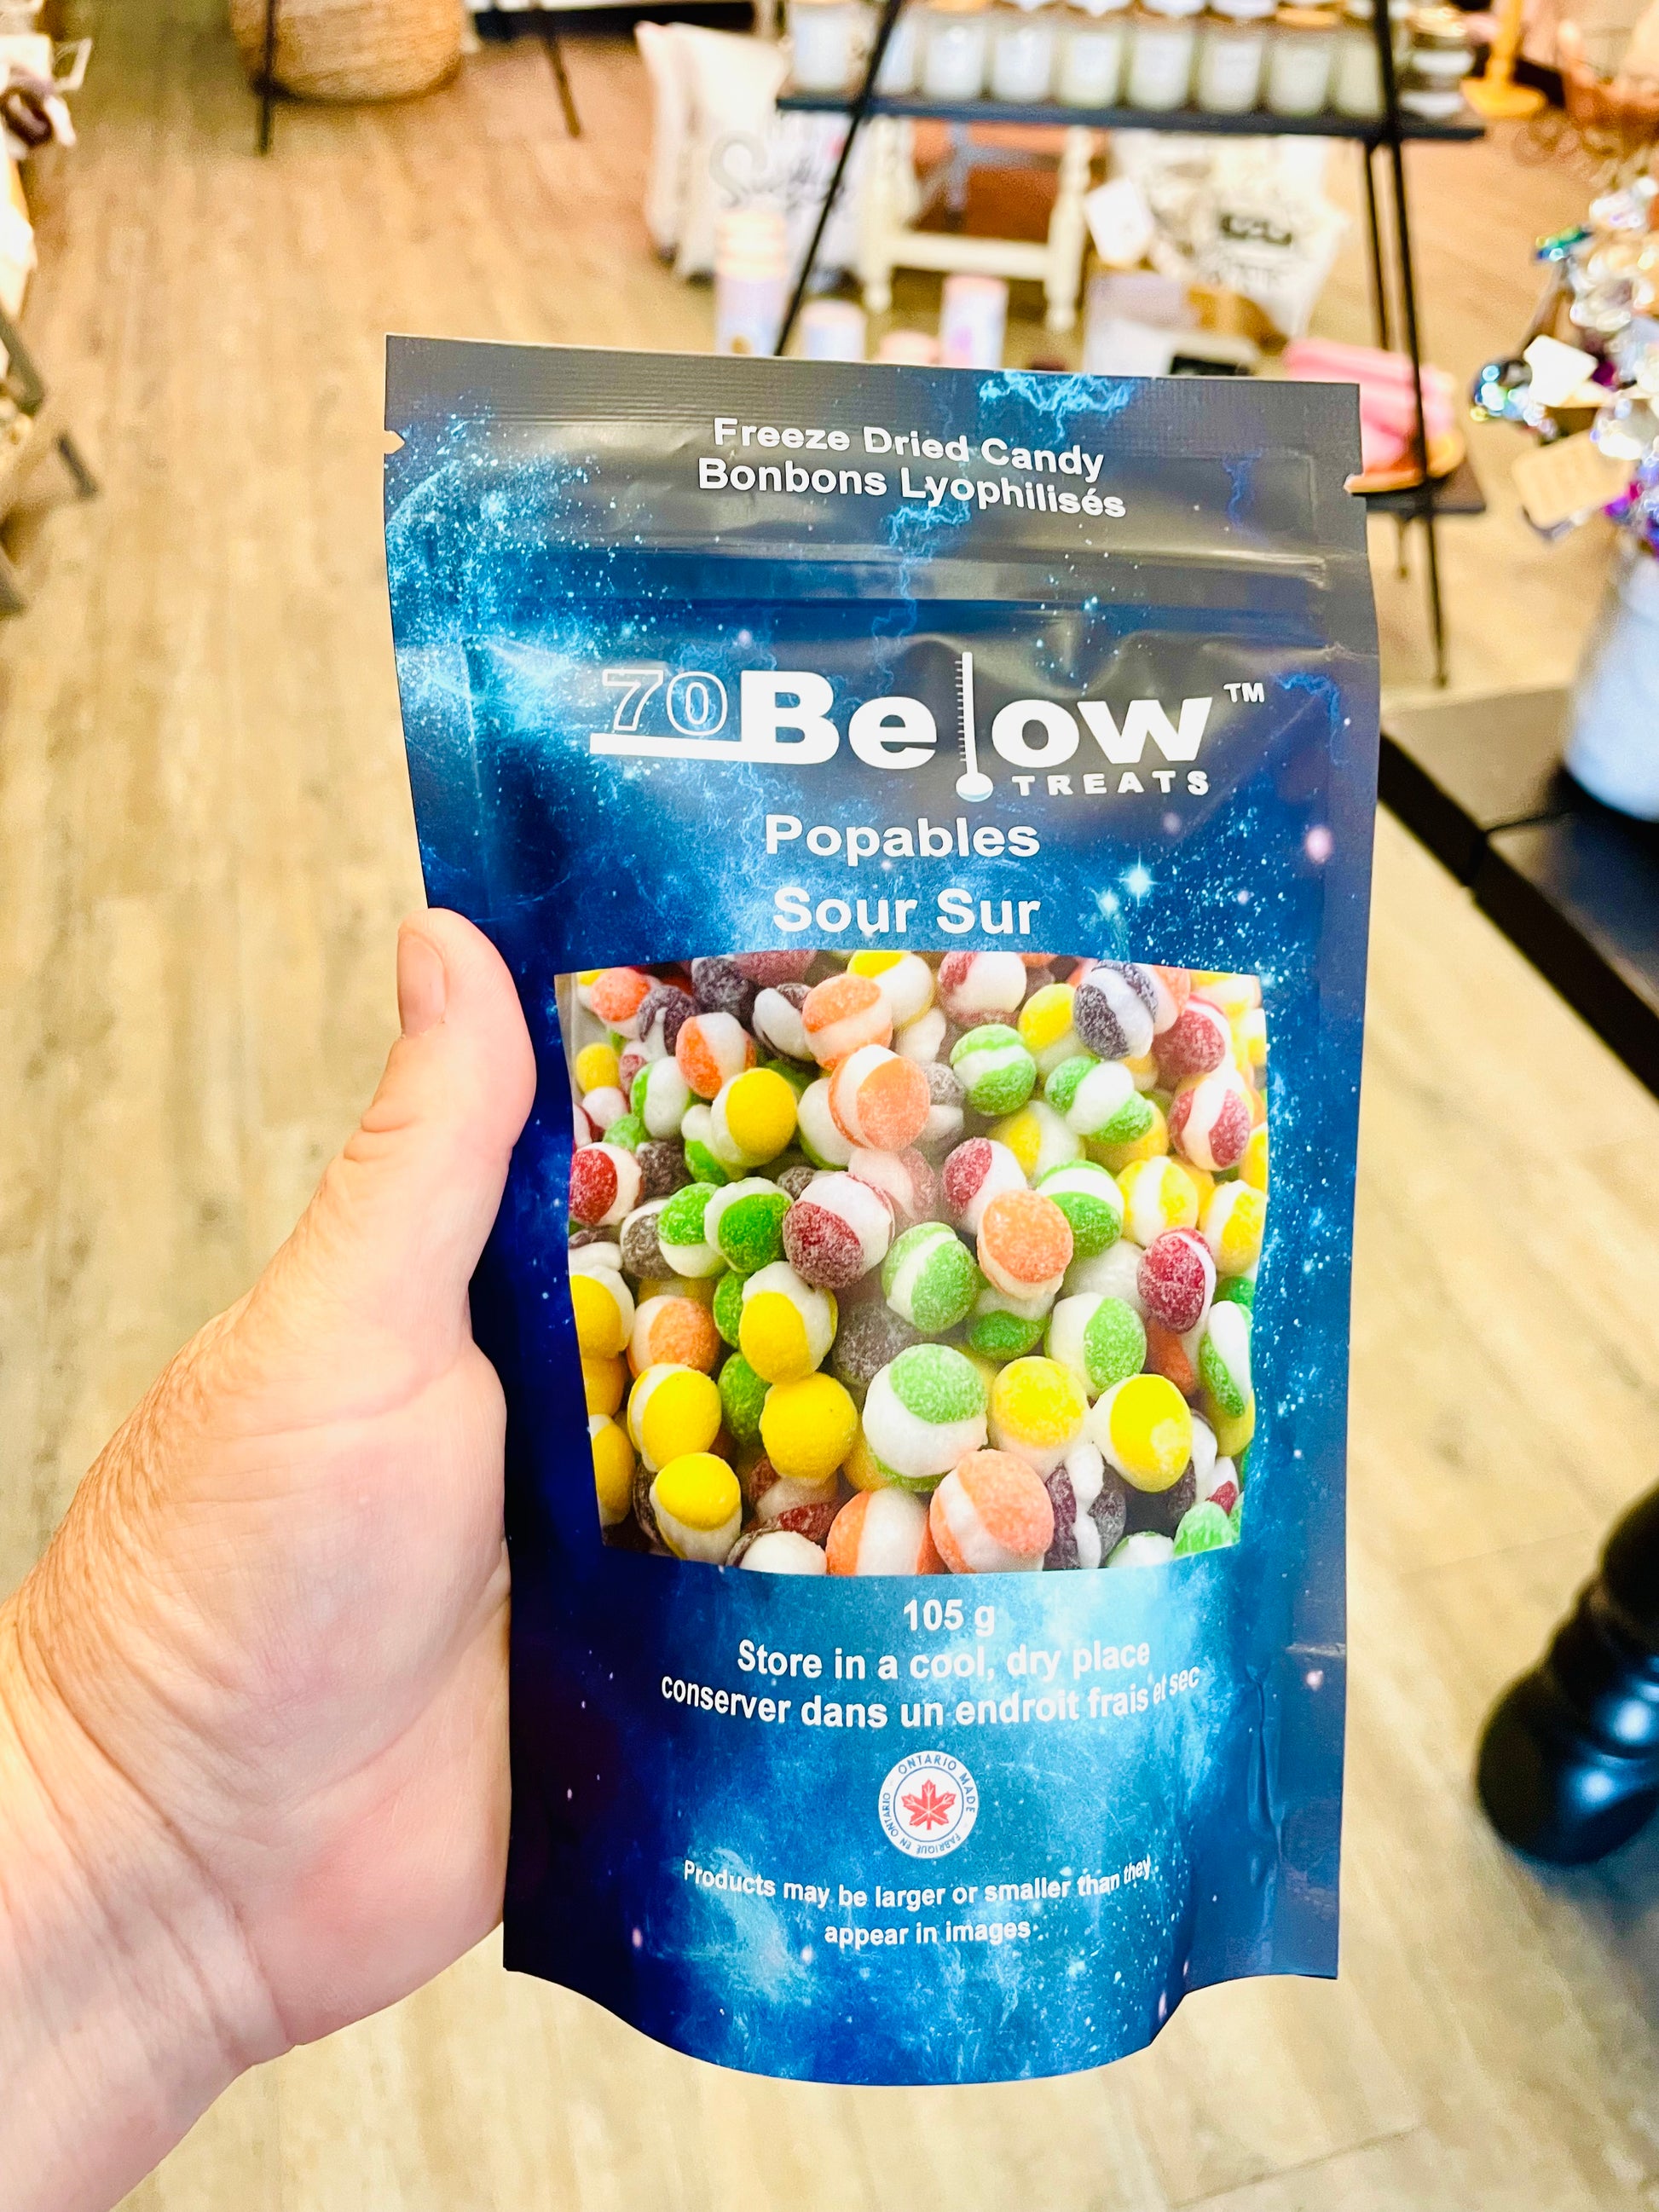 Freeze Dried Candy
Bonbons Lyophilisés
70 Below™
TREATS
Popables
Sour Sur
105 g
Store in a cool, dry place
conserver dans un endroit frais et sec
ONTARIO MADE
FABRIQUÉ EN ONTARIO
Products may be larger or smaller than they
appear in images